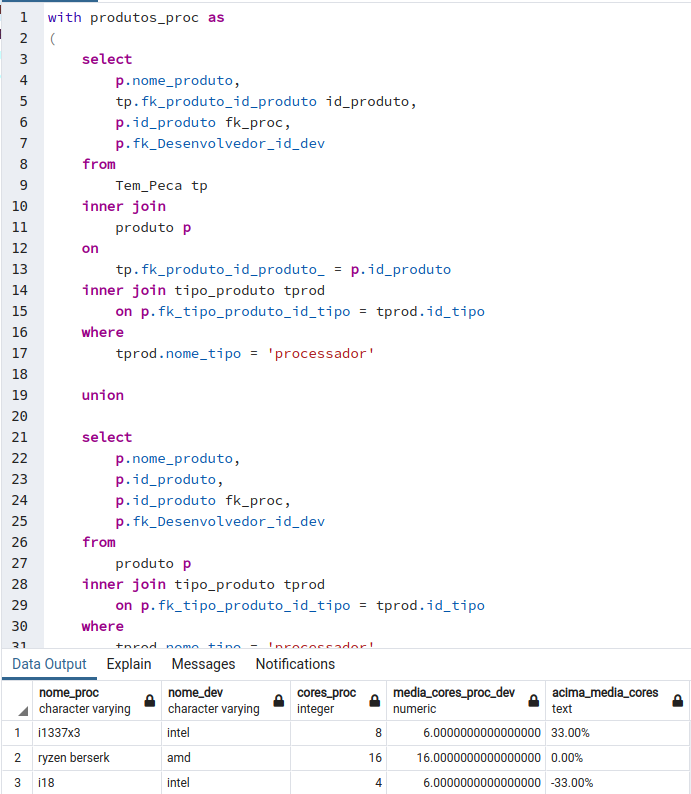 1 with produtos_proc as
2 (
3 select
4 p.nome_produto,
5 tp.fk_produto_id_produto id_produto,
6 p.id_produto fk_proc,
7 p.fk_Desenvolvedor_id_dev
8 from
9 Tem_Peca tp
10 inner join
11 produto p
12 on
13 tp.fk_produto_id_produto_ = p.id_produto
14 inner join tipo_produto tprod
15 on p.fk_tipo_produto_id_tipo = tprod.id_tipo
16 where
17 tprod.nome_tipo = 'processador'
18
19 union
20
21 select
22 p.nome_produto,
23 p.id_produto,
24 p.id_produto fk_proc,
25 p.fk_Desenvolvedor_id_dev
26 from
27 produto p
28 inner join tipo_produto tprod
29 on p.fk_tipo_produto_id_tipo = tprod.id_tipo
30 where
31 tprod.nome_tipo = 'processador'
Data Output Explain Messages Notifications
nome_proc nome_dev cores_proc media_cores_proc_dev acima_media_cores
character varying character varying integer numeric text
1 i1337x3 intel 8 6.0000000000000000 33.00%
2 ryzen berserk amd 16 16.0000000000000000 0.00%
3 i18 intel 4 6.0000000000000000 -33.00%